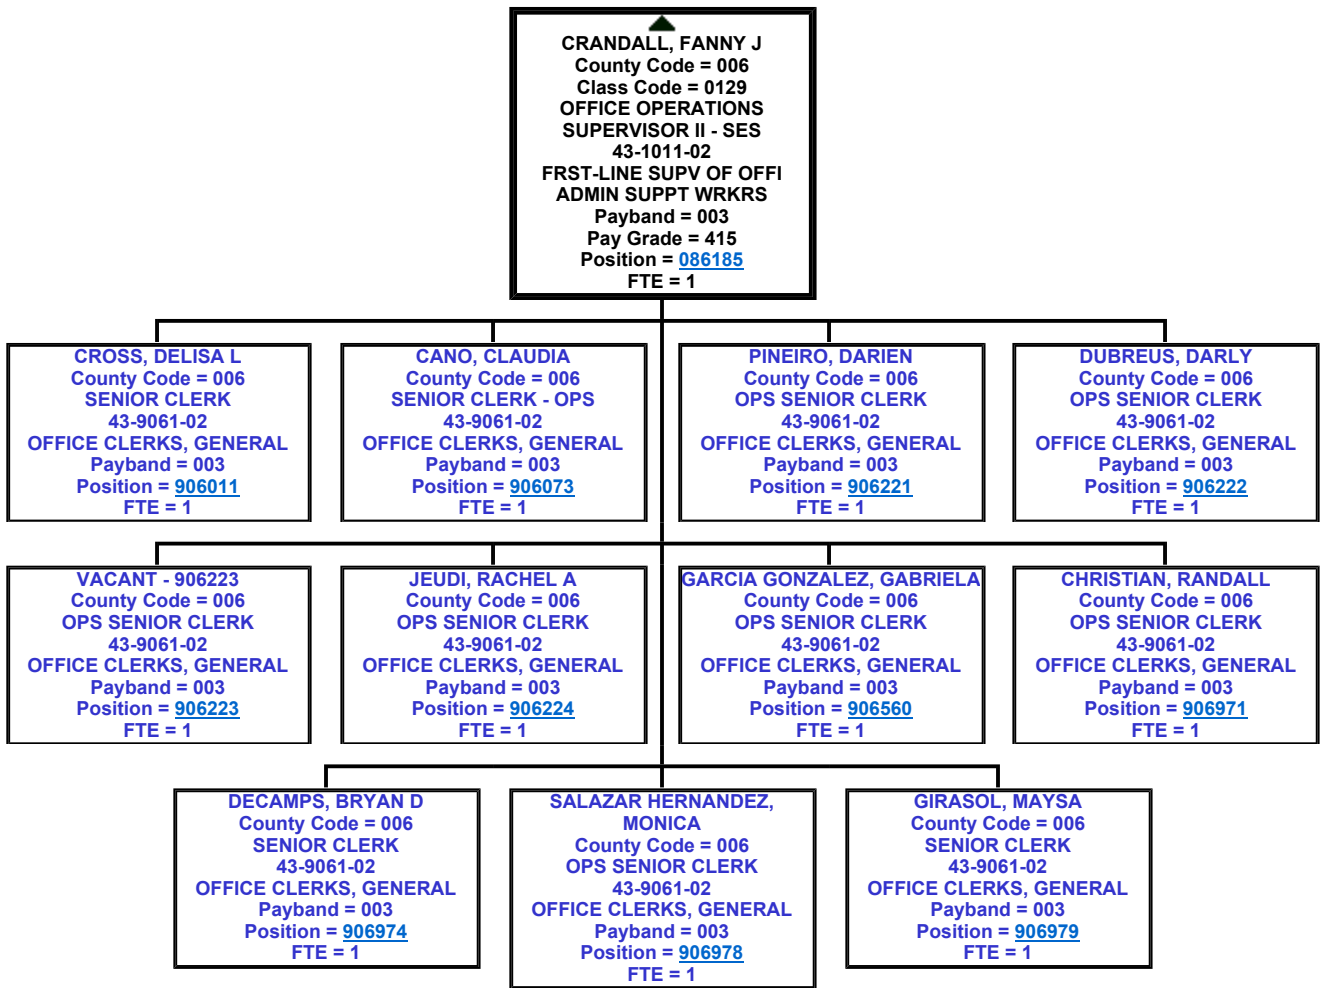 CRANDALL, FANNY J
County Code = 006
Class Code = 0129
OFFICE OPERATIONS
SUPERVISOR II - SES
43-1011-02
FRST-LINE SUPV OF OFFI
ADMIN SUPPT WRKRS
Payband = 003
Pay Grade = 415
Position = 086185
FTE = 1
CROSS, DELISA L
County Code = 006
SENIOR CLERK
43-9061-02
OFFICE CLERKS, GENERAL
Payband = 003
Position = 906011
FTE = 1
CANO, CLAUDIA
County Code = 006
SENIOR CLERK - OPS
43-9061-02
OFFICE CLERKS, GENERAL
Payband = 003
Position = 906073
FTE = 1
PINEIRO, DARIEN
County Code = 006
OPS SENIOR CLERK
43-9061-02
OFFICE CLERKS, GENERAL
Payband = 003
Position = 906221
FTE = 1
DUBREUS, DARLY
County Code = 006
OPS SENIOR CLERK
43-9061-02
OFFICE CLERKS, GENERAL
Payband = 003
Position = 906222
FTE = 1
VACANT - 906223
County Code = 006
OPS SENIOR CLERK
43-9061-02
OFFICE CLERKS, GENERAL
Payband = 003
Position = 906223
FTE = 1
JEUDI, RACHEL A
County Code = 006
OPS SENIOR CLERK
43-9061-02
OFFICE CLERKS, GENERAL
Payband = 003
Position = 906224
FTE = 1
GARCIA GONZALEZ, GABRIELA
County Code = 006
OPS SENIOR CLERK
43-9061-02
OFFICE CLERKS, GENERAL
Payband = 003
Position = 906560
FTE = 1
CHRISTIAN, RANDALL
County Code = 006
OPS SENIOR CLERK
43-9061-02
OFFICE CLERKS, GENERAL
Payband = 003
Position = 906971
FTE = 1
DECAMPS, BRYAN D
County Code = 006
SENIOR CLERK
43-9061-02
OFFICE CLERKS, GENERAL
Payband = 003
Position = 906974
FTE = 1
SALAZAR HERNANDEZ,
MONICA
County Code = 006
OPS SENIOR CLERK
43-9061-02
OFFICE CLERKS, GENERAL
Payband = 003
Position = 906978
FTE = 1
GIRASOL, MAYSA
County Code = 006
SENIOR CLERK
43-9061-02
OFFICE CLERKS, GENERAL
Payband = 003
Position = 906979
FTE = 1